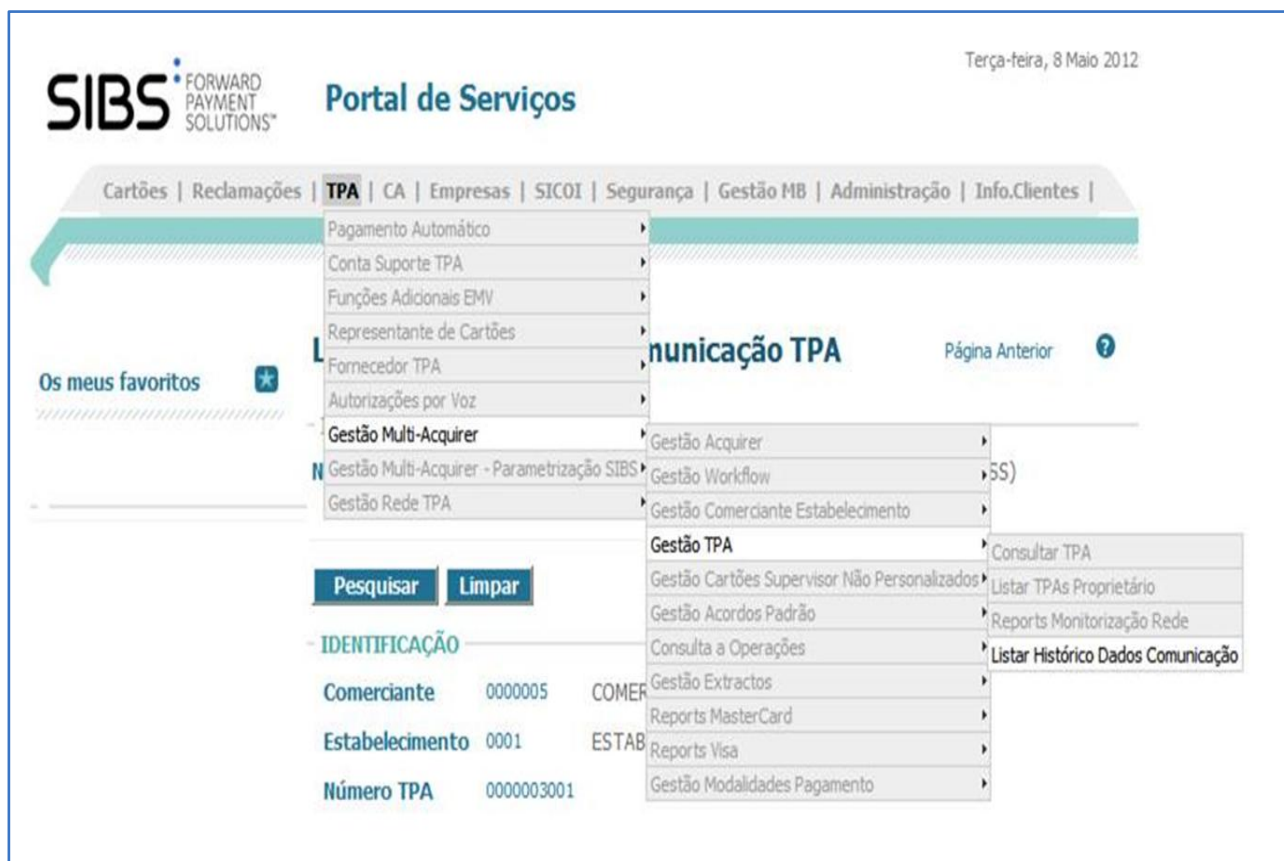 Terça-feira, 8 Maio 2012
SIBS FORWARD
PAYMENT
SOLUTIONS™
Portal de Serviços
Cartões | Reclamações | TPA | CA | Empresas | SICOI | Segurança | Gestão MB | Administração | Info.Clientes |
Pagamento Automático
Conta Suporte TPA
Funções Adicionais EMV
Representante de Cartões
Fornecedor TPA
Autorizações por Voz
Gestão Multi-Acquirer
Gestão Multi-Acquirer - Parametrização SIBS
Gestão Rede TPA
Gestão Acquirer
Gestão Workflow
Gestão Comerciante Estabelecimento
Gestão TPA
Gestão Cartões Supervisor Não Personalizados
Gestão Acordos Padrão
Consulta a Operações
Gestão Extractos
Reports MasterCard
Reports Visa
Gestão Modalidades Pagamento
Consultar TPA
Listar TPAs Proprietário
Reports Monitorização Rede
Listar Histórico Dados Comunicação
L municação TPA
Página Anterior ?
Os meus favoritos
N SS)
Pesquisar Limpar
IDENTIFICAÇÃO
Comerciante 0000005 COMER
Estabelecimento 0001 ESTAB
Número TPA 0000003001